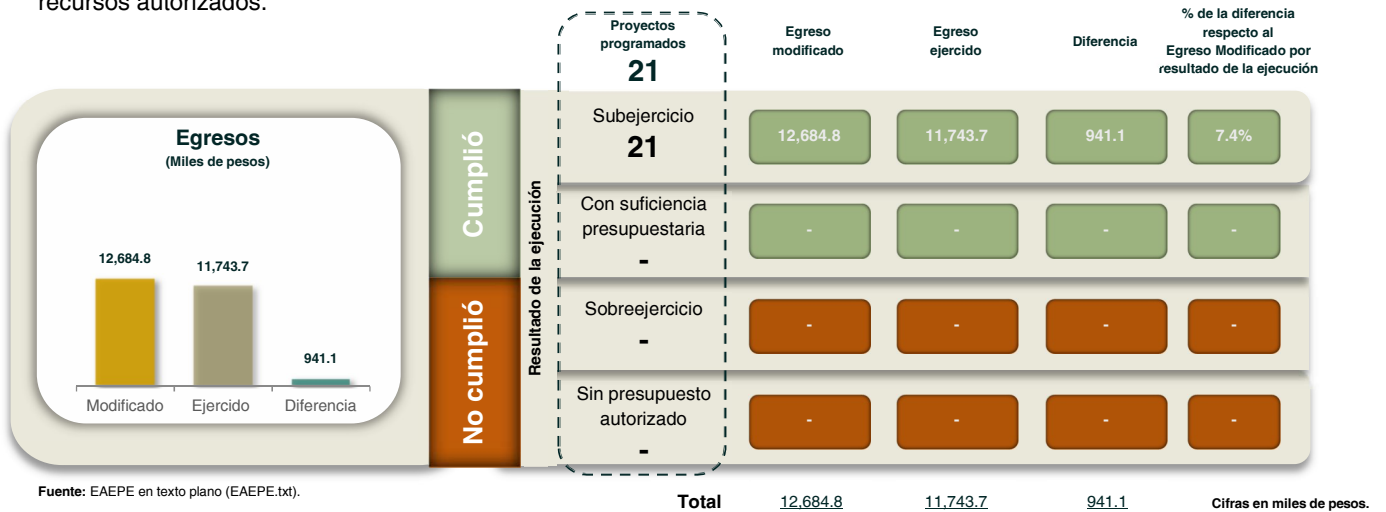 recursos autorizados.
Proyectos
programados
21
Egreso
modificado
Egreso
ejercido
Diferencia
% de la diferencia
respecto al
Egreso Modificado por
resultado de la ejecución
Egresos
(Miles de pesos)
12,684.8
11,743.7
941.1
Modificado Ejercido Diferencia
Cumplió
No cumplió
Resultado de la ejecución
Subejercicio
21
12,684.8 11,743.7 941.1 7.4%
Con suficiencia
presupuestaria
-
- - - -
Sobreejercicio
-
- - - -
Sin presupuesto
autorizado
-
- - - -
Fuente: EAEPE en texto plano (EAEPE.txt).
Total 12,684.8 11,743.7 941.1 Cifras en miles de pesos.